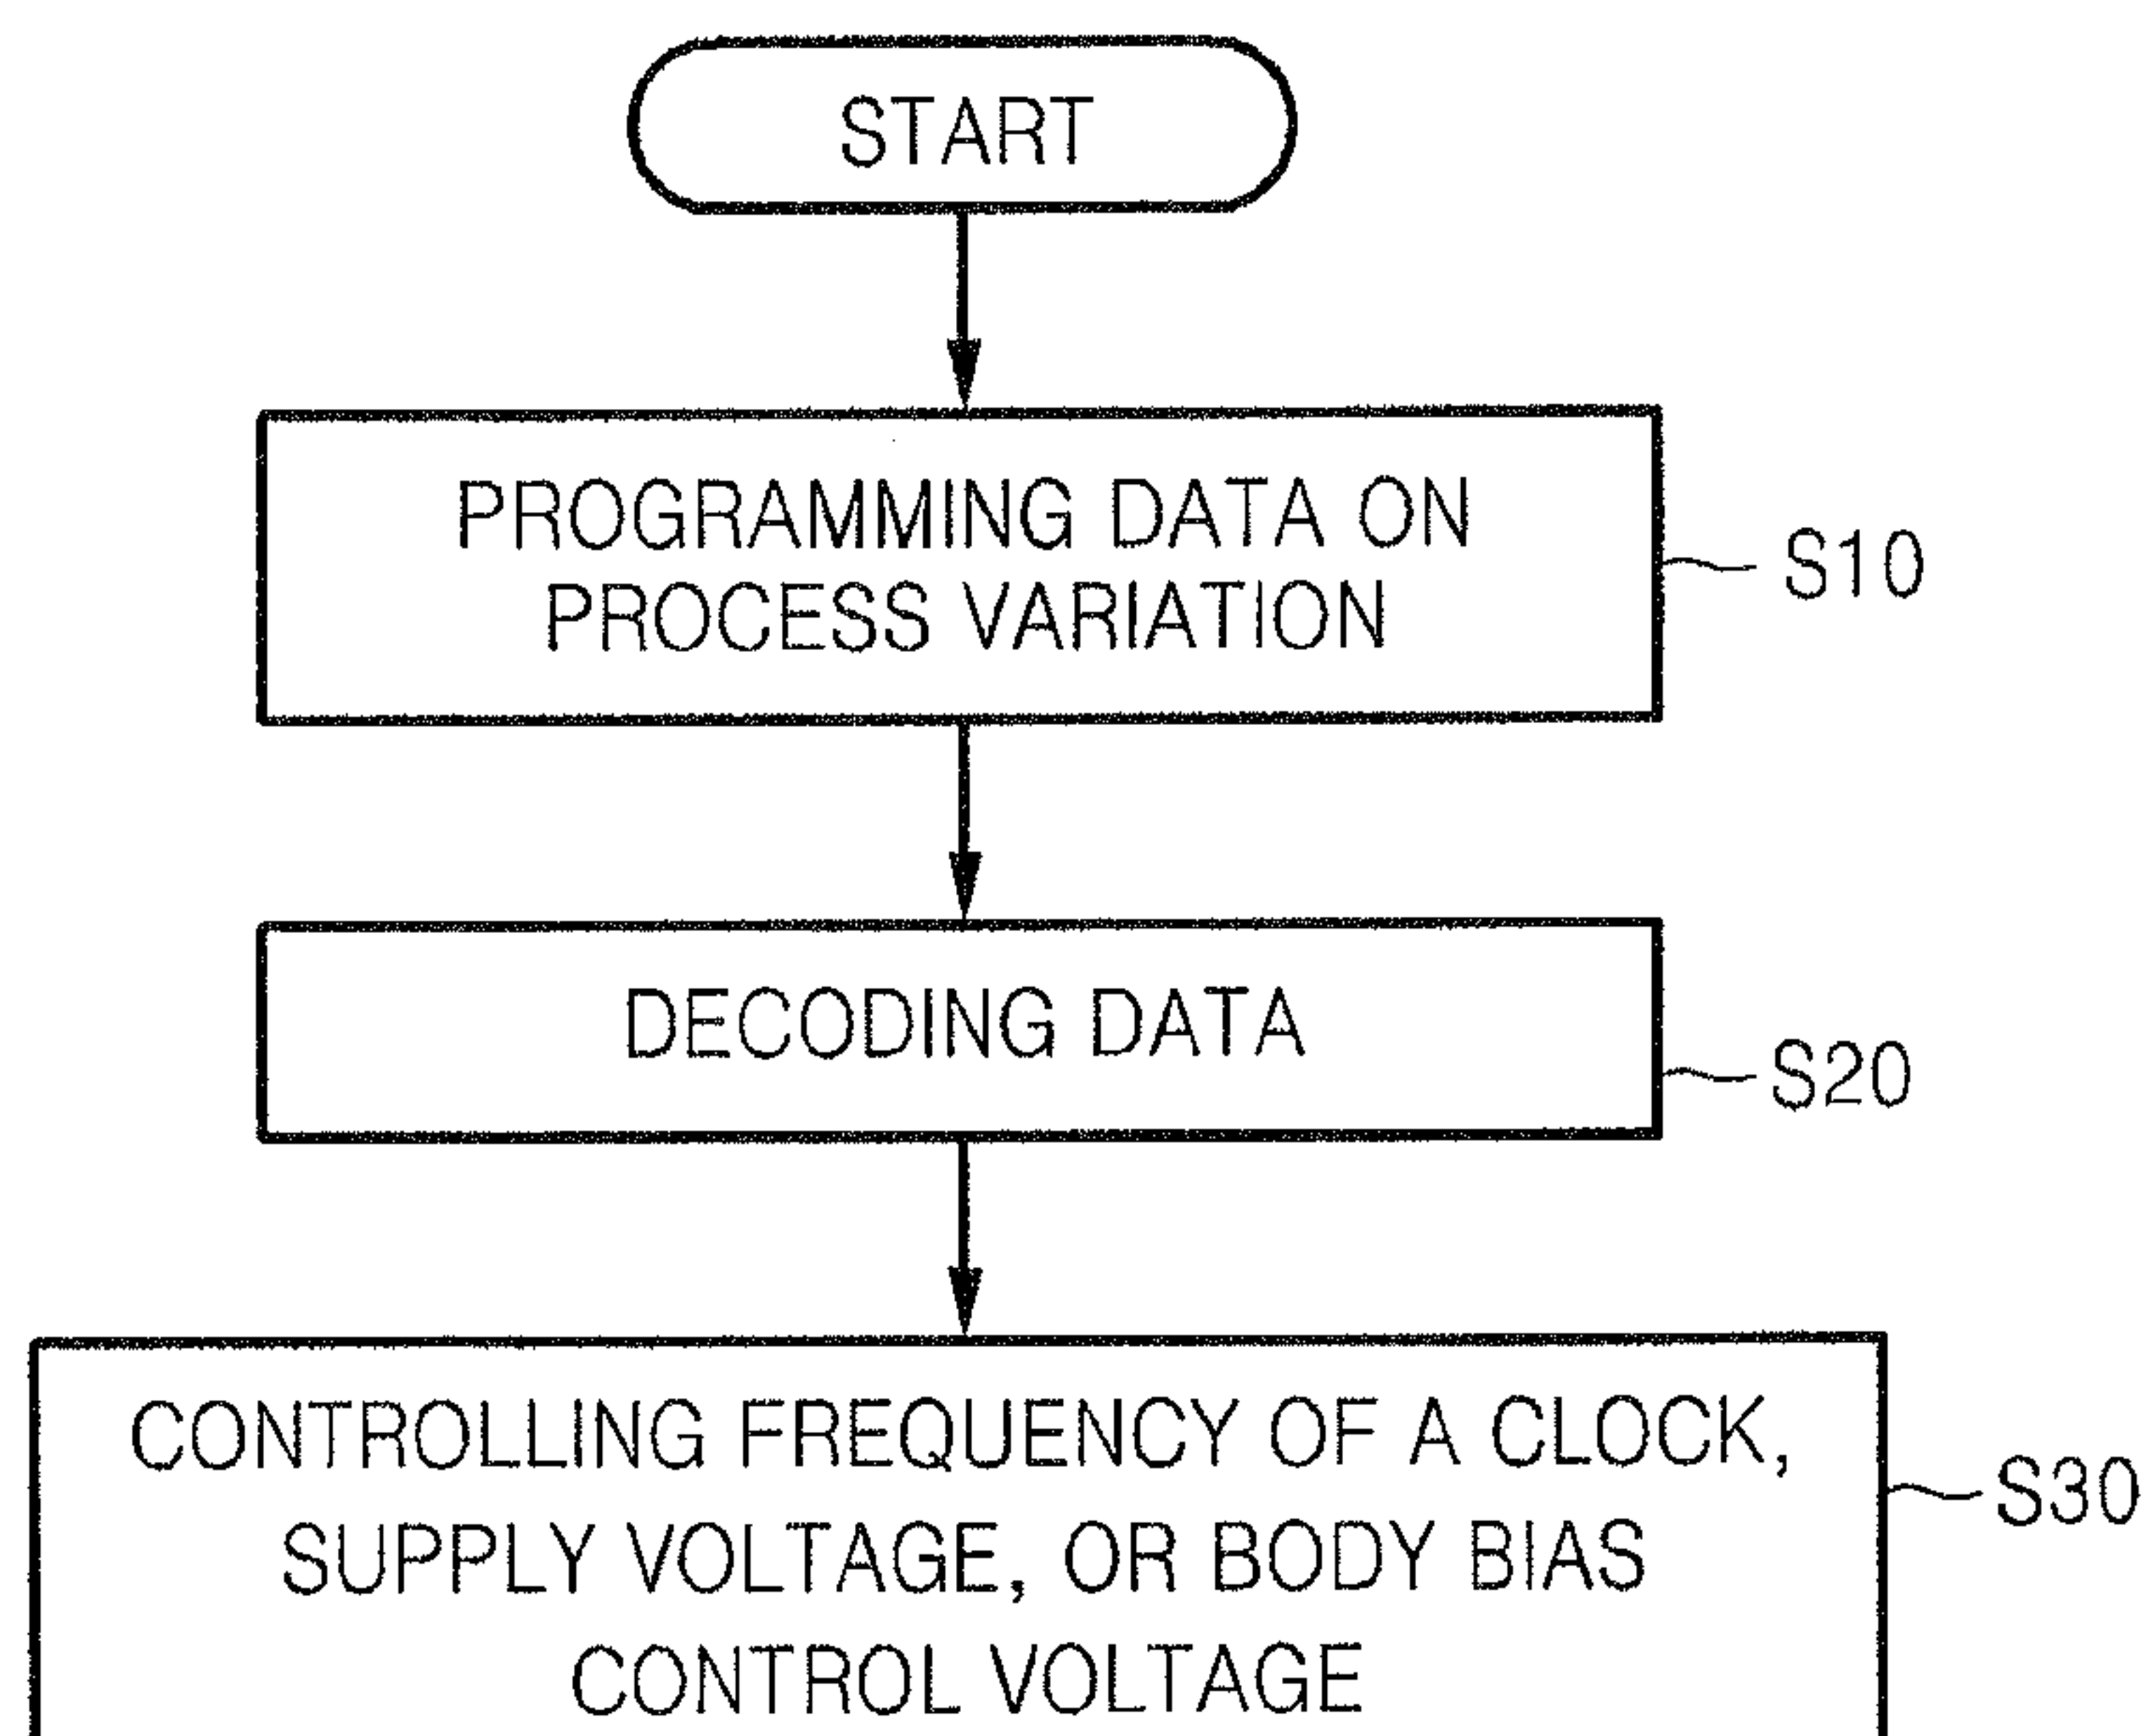 START
PROGRAMMING DATA ON
PROCESS VARIATION
S10
DECODING DATA
S20
CONTROLLING FREQUENCY OF A CLOCK,
SUPPLY VOLTAGE, OR BODY BIAS
CONTROL VOLTAGE
S30